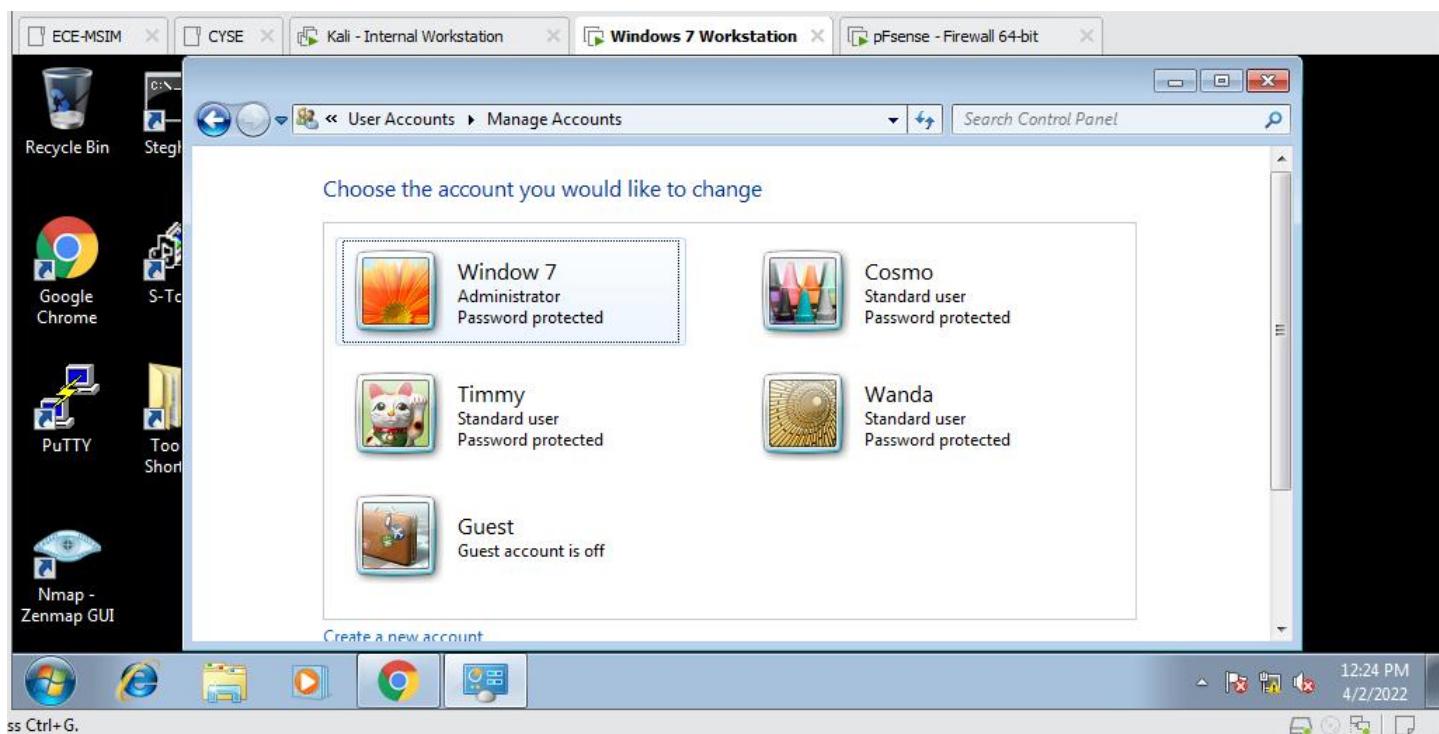 ECE-MSIM
CYSE
Kali - Internal Workstation
Windows 7 Workstation
pFsense - Firewall 64-bit
« User Accounts
Manage Accounts
Search Control Panel
Recycle Bin
C:\
Google
Chrome
S-To
PuTTY
Too
Short
Nmap -
Zenmap GUI
Choose the account you would like to change
Window 7
Administrator
Password protected
Cosmo
Standard user
Password protected
Timmy
Standard user
Password protected
Wanda
Standard user
Password protected
Guest
Guest account is off
Create a new account
12:24 PM
4/2/2022
ss Ctrl+G.